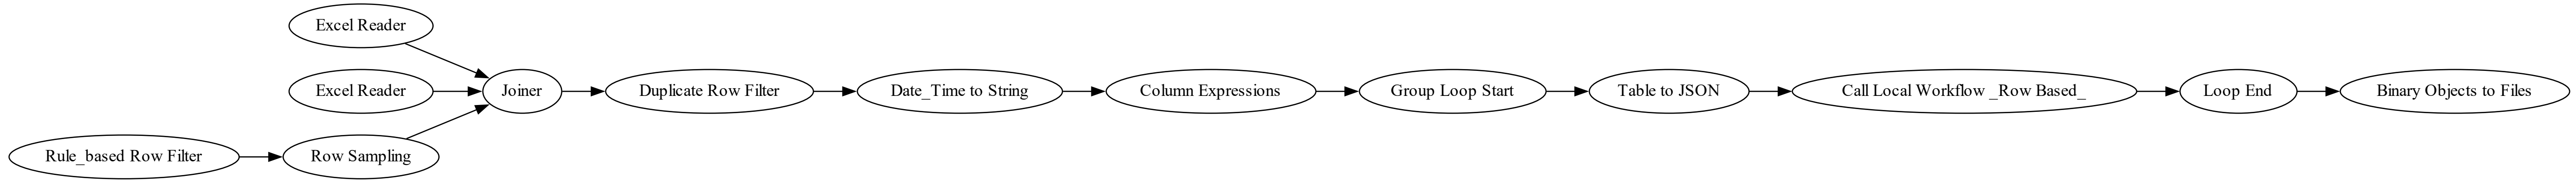 Excel Reader
Excel Reader
Rule_based Row Filter
Row Sampling
Joiner
Duplicate Row Filter
Date_Time to String
Column Expressions
Group Loop Start
Table to JSON
Call Local Workflow _Row Based_
Loop End
Binary Objects to Files